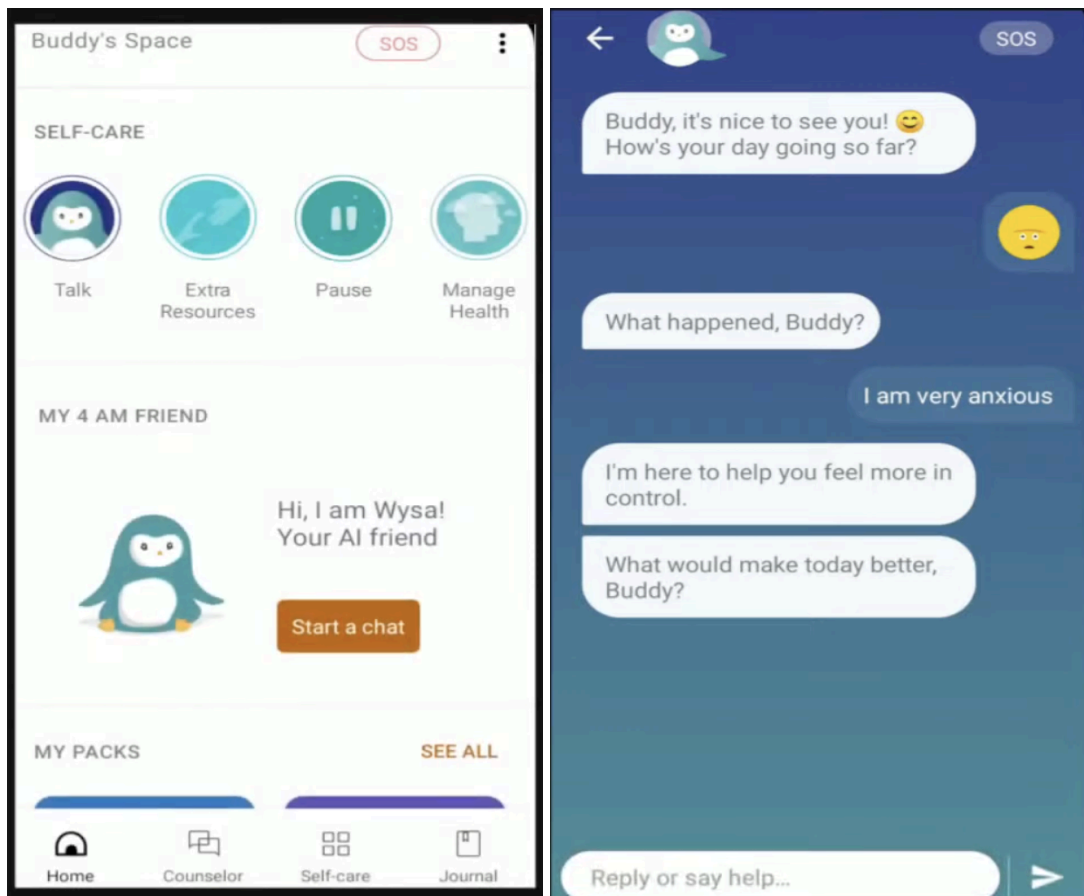 Buddy's Space
SOS
SELF-CARE
Talk
Extra
Resources
Pause
Manage
Health
MY 4 AM FRIEND
Hi, I am Wysa!
Your AI friend
Start a chat
MY PACKS
SEE ALL
Home
Counselor
Self-care
Journal
SOS
Buddy, it's nice to see you! 😊
How's your day going so far?
What happened, Buddy?
I am very anxious
I'm here to help you feel more in
control.
What would make today better,
Buddy?
Reply or say help...